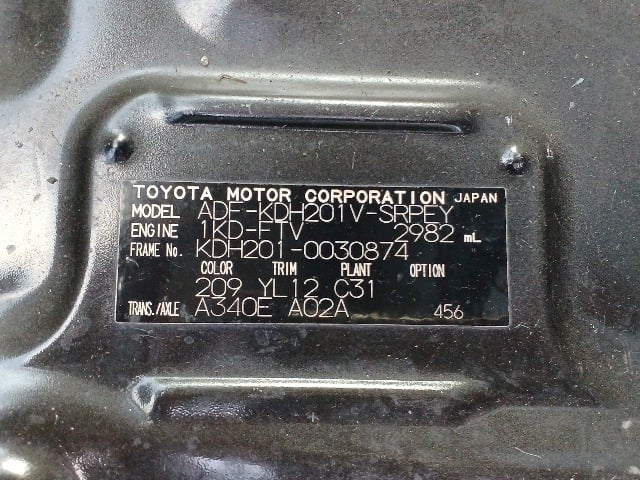 TOYOTA MOTOR CORPORATION JAPAN
MODEL ADF-KDH201V-SRPEY
ENGINE 1KD-FTV 2982 mL
FRAME No. KDH201-0030874
COLOR TRIM PLANT OPTION
209 YL12 C31
TRANS./AXLE A340E A02A 456